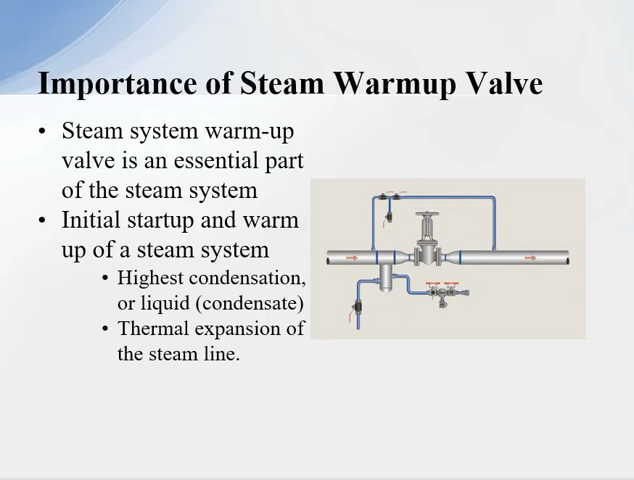 Importance of Steam Warmup Valve
• Steam system warm-up
valve is an essential part
of the steam system
• Initial startup and warm
up of a steam system
• Highest condensation,
or liquid (condensate)
• Thermal expansion of
the steam line.